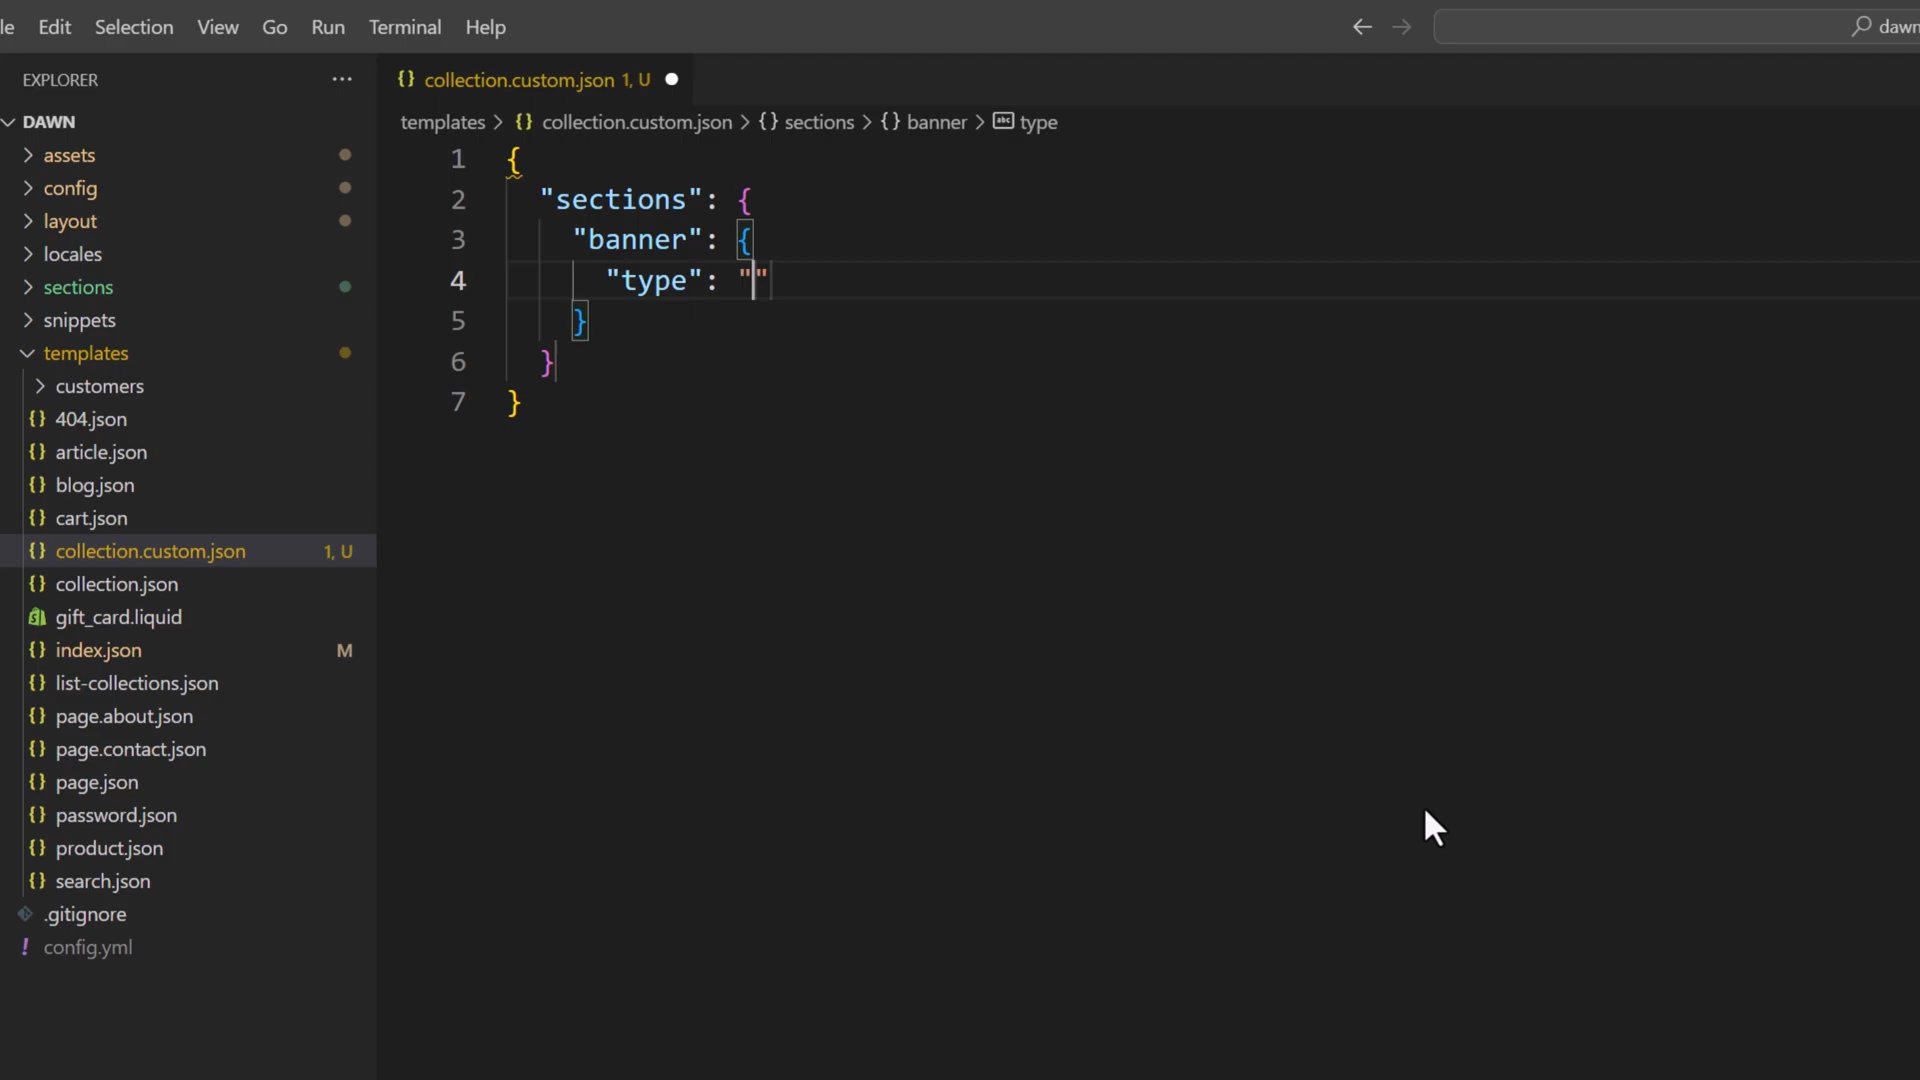 le Edit Selection View Go Run Terminal Help
dawn
EXPLORER ...
DAWN
assets
config
layout
locales
sections
snippets
templates
customers
{} 404.json
{} article.json
{} blog.json
{} cart.json
{} collection.custom.json 1, U
{} collection.json
gift_card.liquid
{} index.json M
{} list-collections.json
{} page.about.json
{} page.contact.json
{} page.json
{} password.json
{} product.json
{} search.json
.gitignore
! config.yml
{} collection.custom.json 1, U
templates > {} collection.custom.json > {} sections > {} banner > abc type
1 {
2 "sections": {
3 "banner": {
4 "type": ""
5 }
6 }
7 }